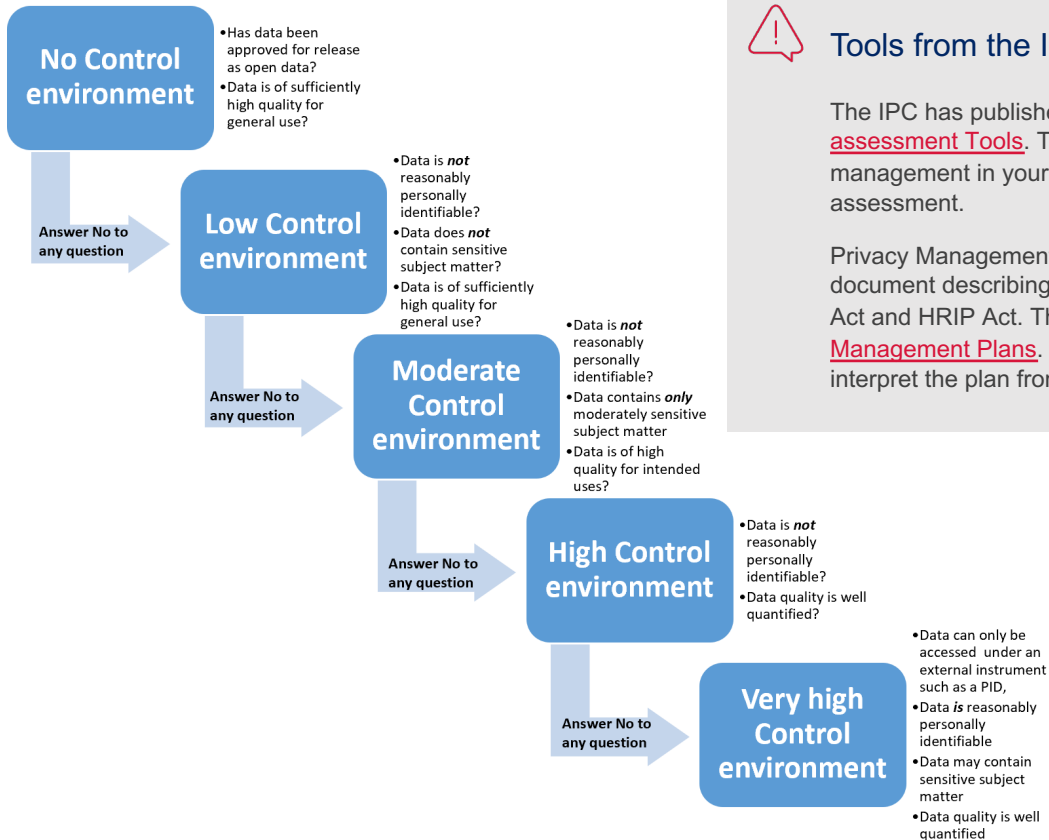 No Control
environment
•Has data been
approved for release
as open data?
•Data is of sufficiently
high quality for
general use?
Answer No to
any question
Low Control
environment
•Data is not
reasonably
personally
identifiable?
•Data does not
contain sensitive
subject matter?
•Data is of sufficiently
high quality for
general use?
Answer No to
any question
Moderate
Control
environment
•Data is not
reasonably
personally
identifiable?
•Data contains only
moderately sensitive
subject matter
•Data is of high
quality for intended
uses?
Answer No to
any question
High Control
environment
•Data is not
reasonably
personally
identifiable?
•Data quality is well
quantified?
Answer No to
any question
Very high
Control
environment
•Data can only be
accessed under an
external instrument
such as a PID,
•Data is reasonably
personally
identifiable
•Data may contain
sensitive subject
matter
•Data quality is well
quantified
Tools from the I
The IPC has publishe
assessment Tools. T
management in your
assessment.
Privacy Managemen
document describing
Act and HRIP Act. Th
Management Plans.
interpret the plan fro